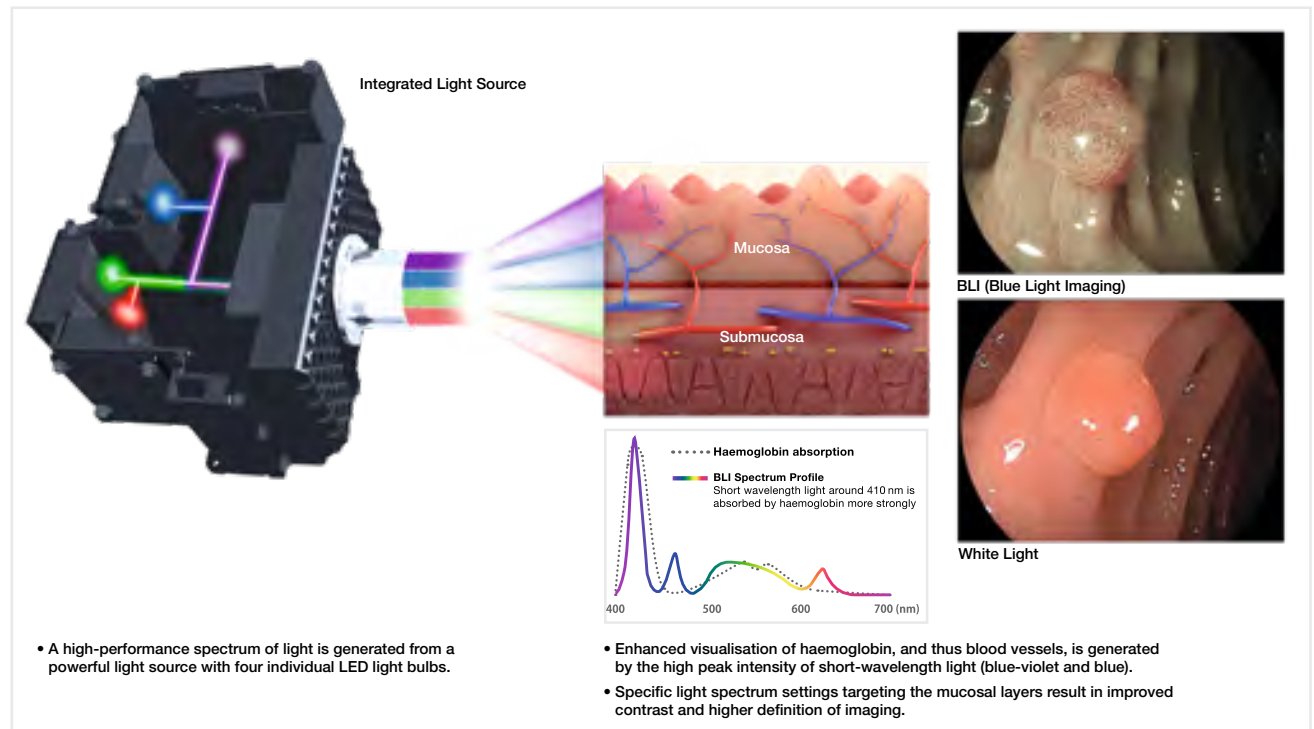 Integrated Light Source
Mucosa
Submucosa
BLI (Blue Light Imaging)
White Light
Haemoglobin absorption
BLI Spectrum Profile
Short wavelength light around 410 nm is
absorbed by haemoglobin more strongly
400 500 600 700 (nm)
• A high-performance spectrum of light is generated from a
powerful light source with four individual LED light bulbs.
• Enhanced visualisation of haemoglobin, and thus blood vessels, is generated
by the high peak intensity of short-wavelength light (blue-violet and blue).
• Specific light spectrum settings targeting the mucosal layers result in improved
contrast and higher definition of imaging.